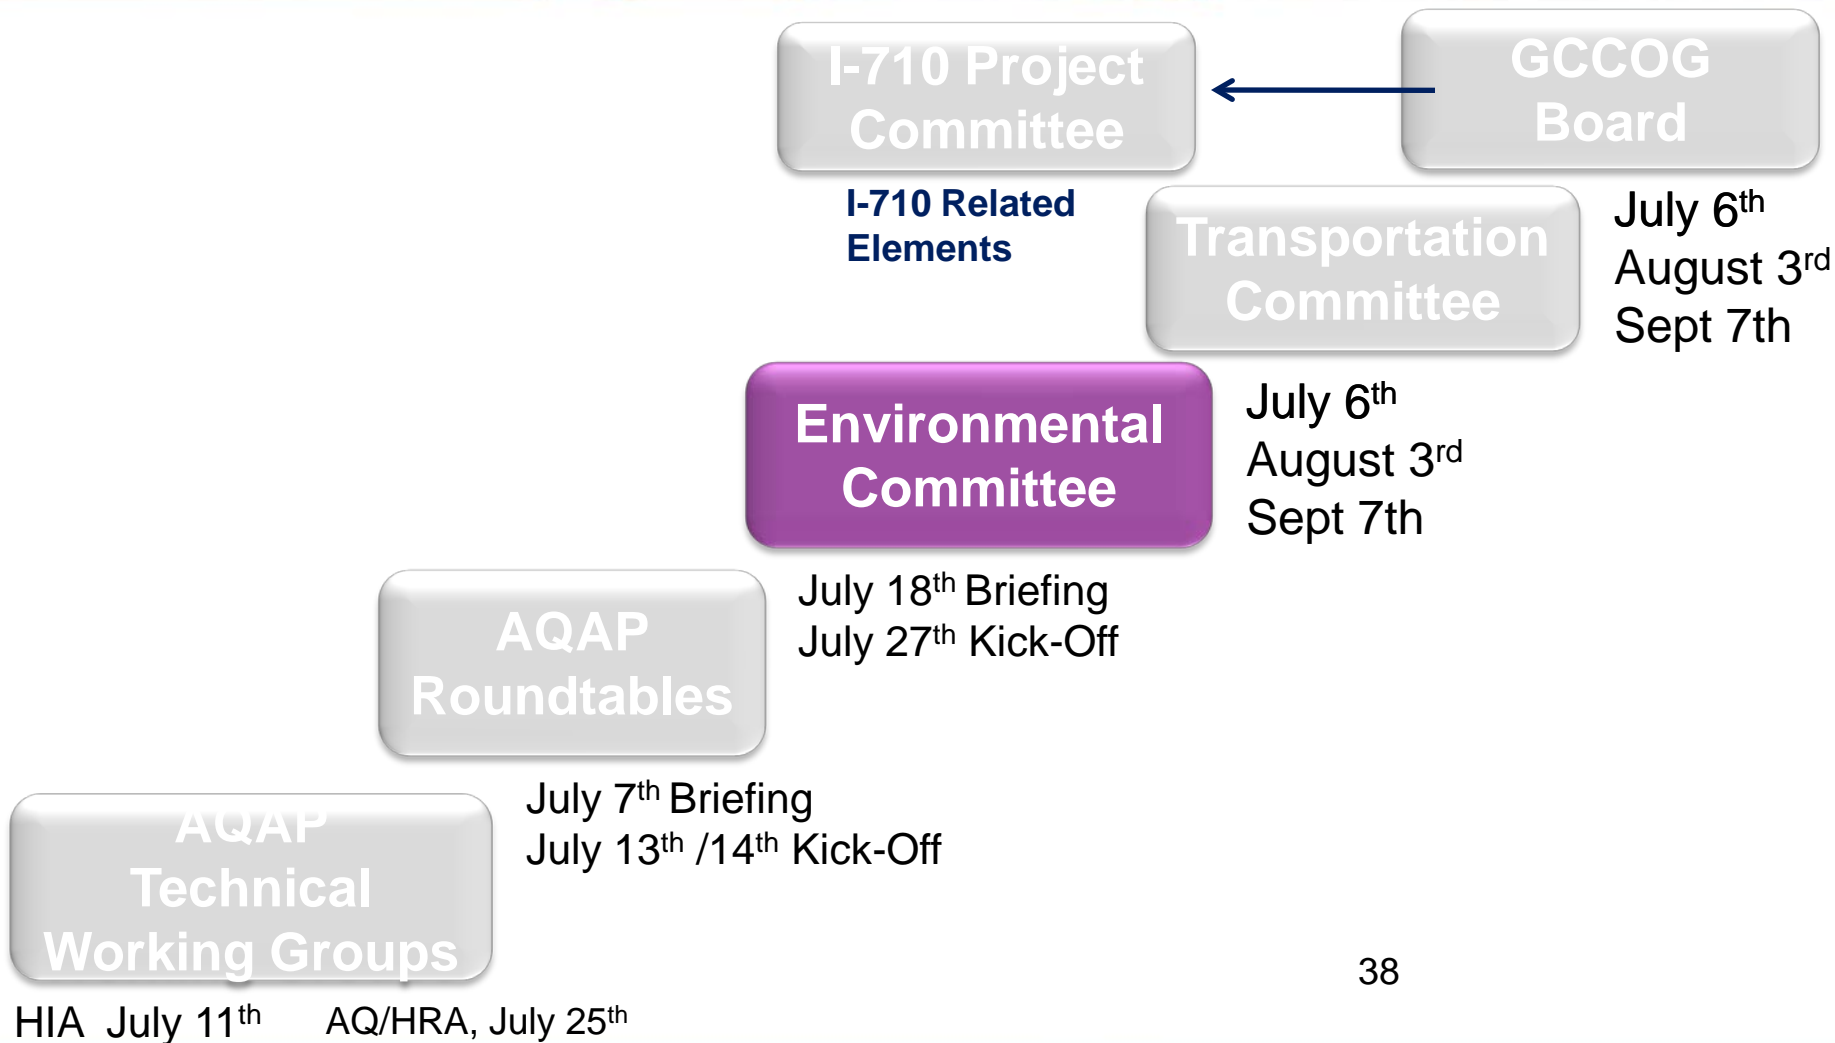 I-710 Project
Committee
GCCOG
Board
I-710 Related
Elements
Transportation
Committee
July 6th
August 3rd
Sept 7th
Environmental
Committee
July 6th
August 3rd
Sept 7th
AQAP
Roundtables
July 18th Briefing
July 27th Kick-Off
AQAP
Technical
Working Groups
July 7th Briefing
July 13th /14th Kick-Off
HIA July 11th
AQ/HRA, July 25th
38